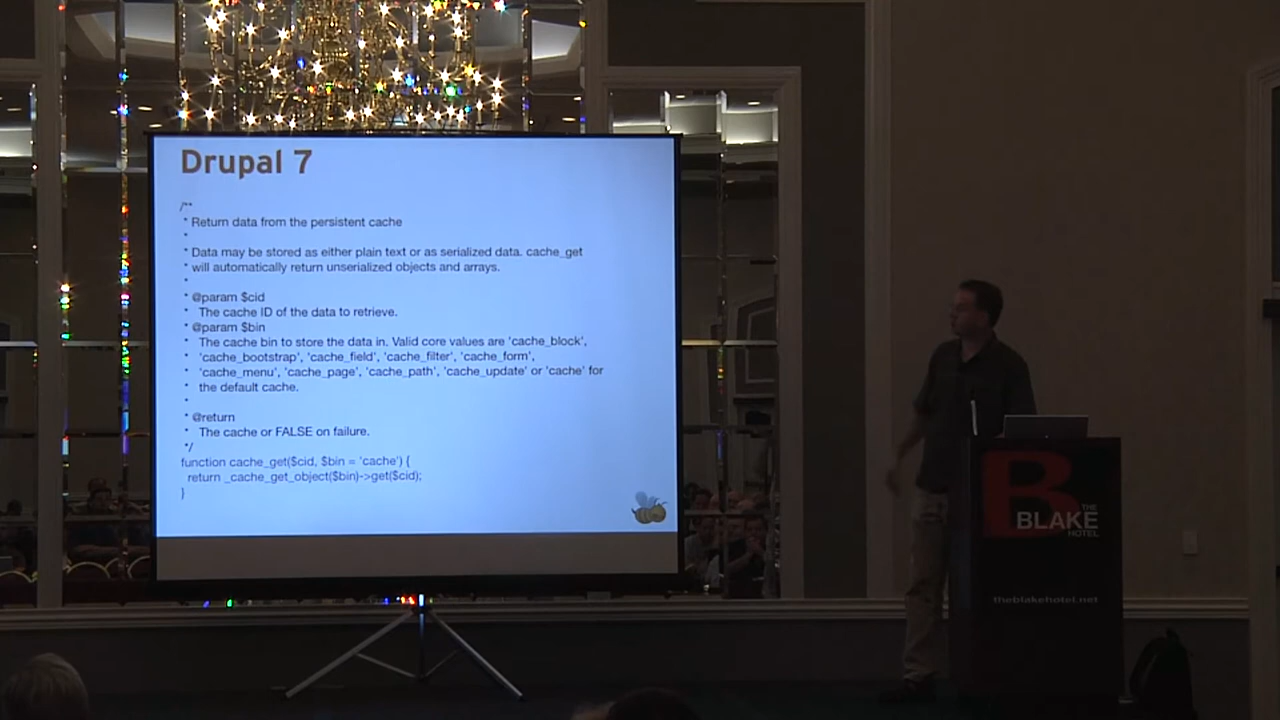 Drupal 7
/**
* Return data from the persistent cache
*
* Data may be stored as either plain text or as serialized data. cache_get
* will automatically return unserialized objects and arrays.
*
* @param $cid
* The cache ID of the data to retrieve.
* @param $bin
* The cache bin to store the data in. Valid core values are 'cache_block',
* 'cache_bootstrap', 'cache_field', 'cache_filter', 'cache_form',
* 'cache_menu', 'cache_page', 'cache_path', 'cache_update' or 'cache' for
* the default cache.
*
* @return
* The cache or FALSE on failure.
*/
function cache_get($cid, $bin = 'cache') {
return _cache_get_object($bin)->get($cid);
}
B
THE
BLAKE
HOTEL
theblakehotel.net